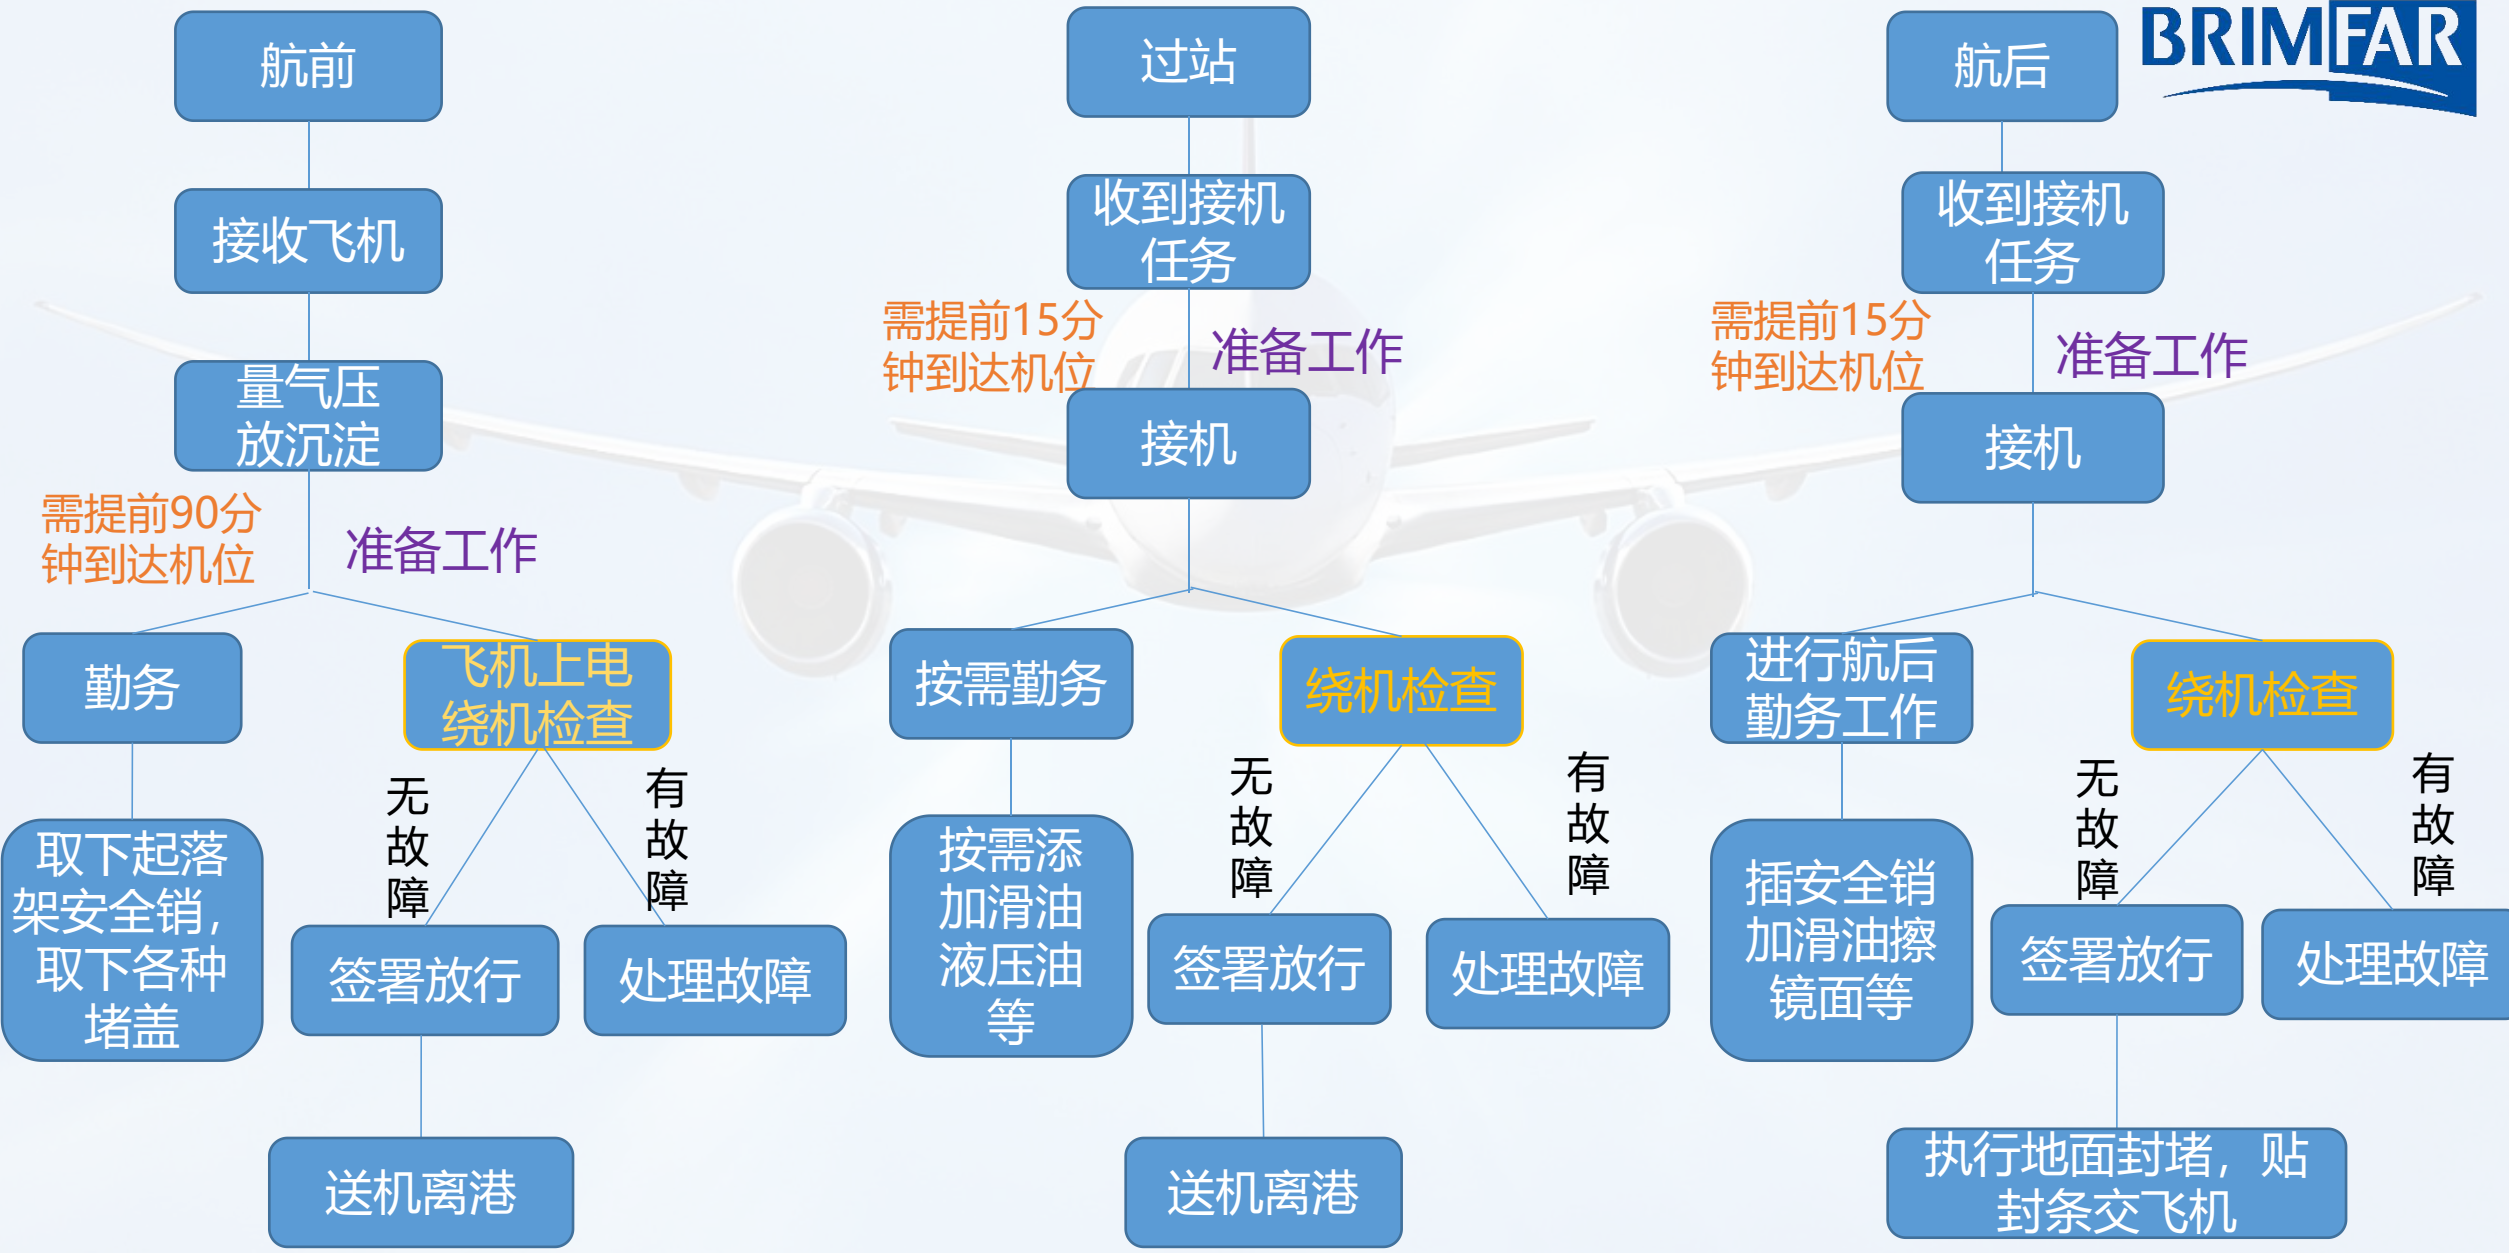 航前
接收飞机
量气压
放沉淀
需提前90分
钟到达机位
准备工作
勤务
取下起落
架安全销，
取下各种
堵盖
飞机上电
绕机检查
无
故
障
有
故
障
签署放行
处理故障
送机离港
过站
收到接机
任务
需提前15分
钟到达机位
准备工作
接机
按需勤务
按需添
加滑油
液压油
等
绕机检查
无
故
障
有
故
障
签署放行
处理故障
送机离港
航后
BRIMFAR
收到接机
任务
需提前15分
钟到达机位
准备工作
接机
进行航后
勤务工作
插安全销
加滑油擦
镜面等
绕机检查
无
故
障
有
故
障
签署放行
处理故障
执行地面封堵，贴
封条交飞机